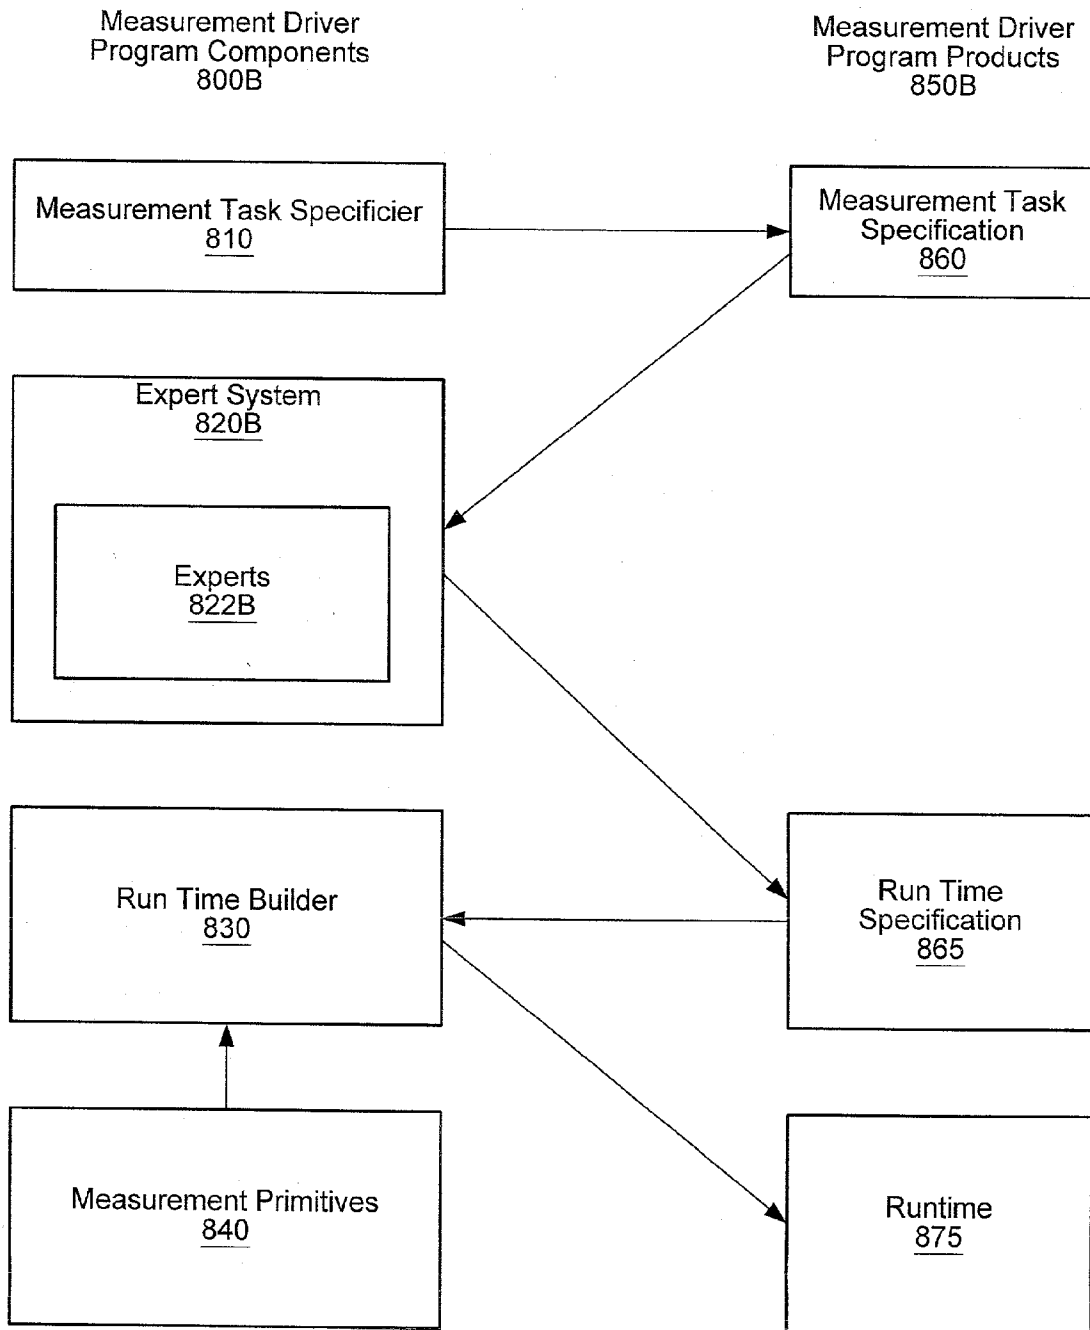 Measurement Driver
Program Components
800B
Measurement Driver
Program Products
850B
Measurement Task Specificier
810
Measurement Task
Specification
860
Expert System
820B
Experts
822B
Run Time Builder
830
Run Time
Specification
865
Measurement Primitives
840
Runtime
875